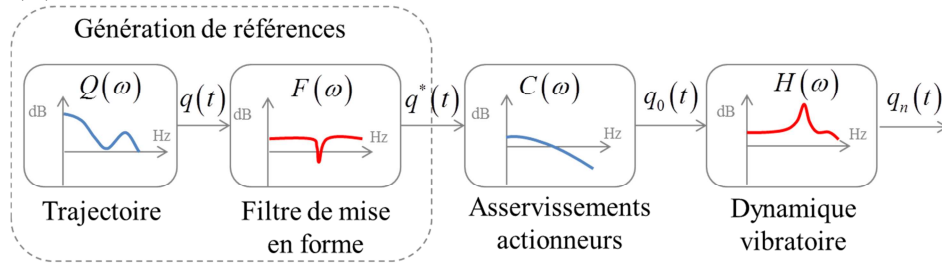 Génération de références
Q(ω)
dB
Hz
q(t)
F(ω)
dB
Hz
q*(t)
C(ω)
dB
Hz
q₀(t)
H(ω)
dB
Hz
qₙ(t)
Trajectoire
Filtre de mise
en forme
Asservissements
actionneurs
Dynamique
vibratoire